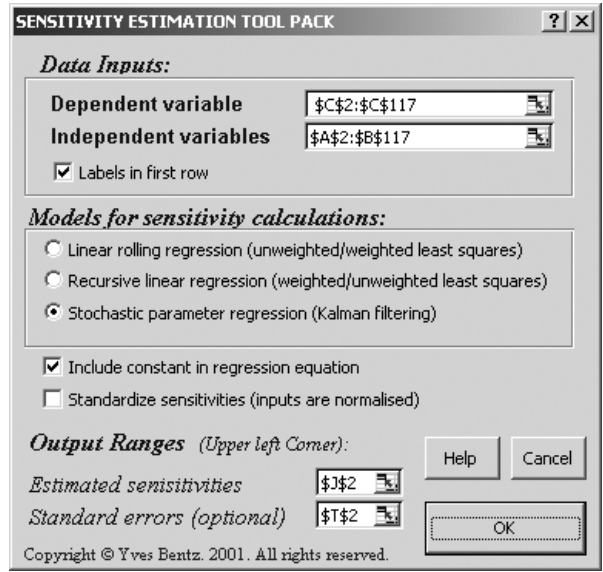 SENSITIVITY ESTIMATION TOOL PACK ? ×
Data Inputs:
Dependent variable $C$2:$C$117
Independent variables $A$2:$B$117
Labels in first row
Models for sensitivity calculations:
Linear rolling regression (unweighted/weighted least squares)
Recursive linear regression (weighted/unweighted least squares)
Stochastic parameter regression (Kalman filtering)
Include constant in regression equation
Standardize sensitivities (inputs are normalised)
Output Ranges (Upper left Corner):
Help Cancel
Estimated senisitivities $J$2
Standard errors (optional) $T$2
OK
Copyright © Yves Bentz. 2001. All rights reserved.